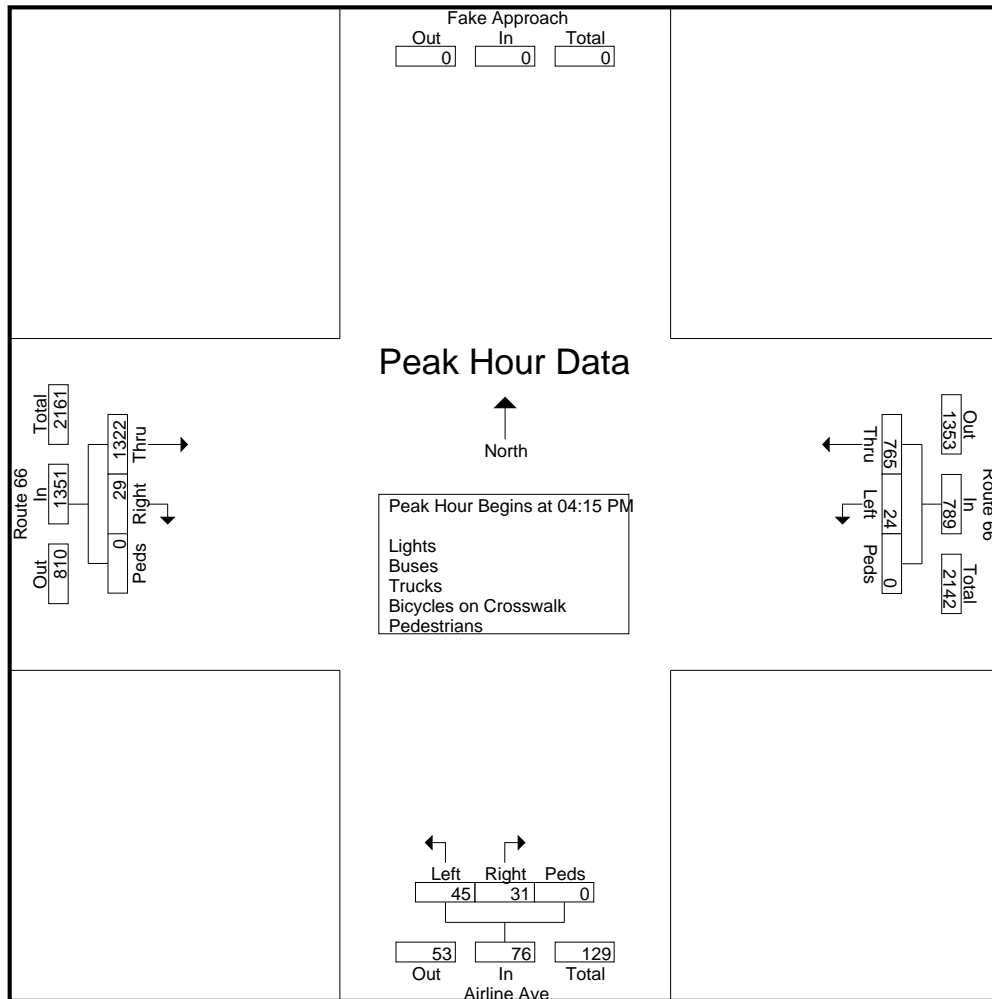 Fake Approach
Out In Total
0 0 0
Peak Hour Data
North
Peak Hour Begins at 04:15 PM
Lights
Buses
Trucks
Bicycles on Crosswalk
Pedestrians
Route 66
Out In Total
810 1351 2161
Peds Right Thru
0 29 1322
Route 66
Out In Total
1353 789 2142
Thru Left Peds
765 24 0
Left Right Peds
45 31 0
53 76 129
Out In Total
Airline Ave